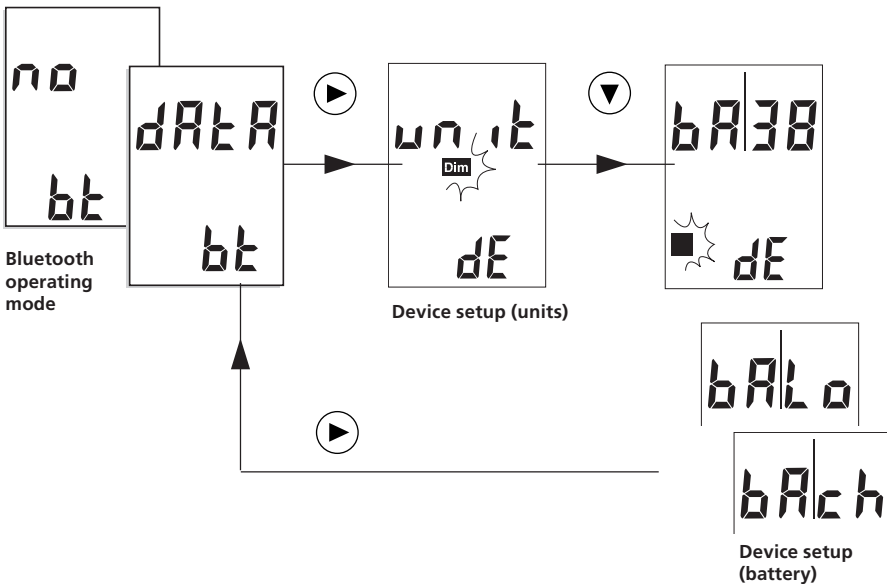 no
bt
dAtA
bt
Bluetooth
operating
mode
unit
Dim
dE
Device setup (units)
bA38
dE
bALo
bAch
Device setup
(battery)